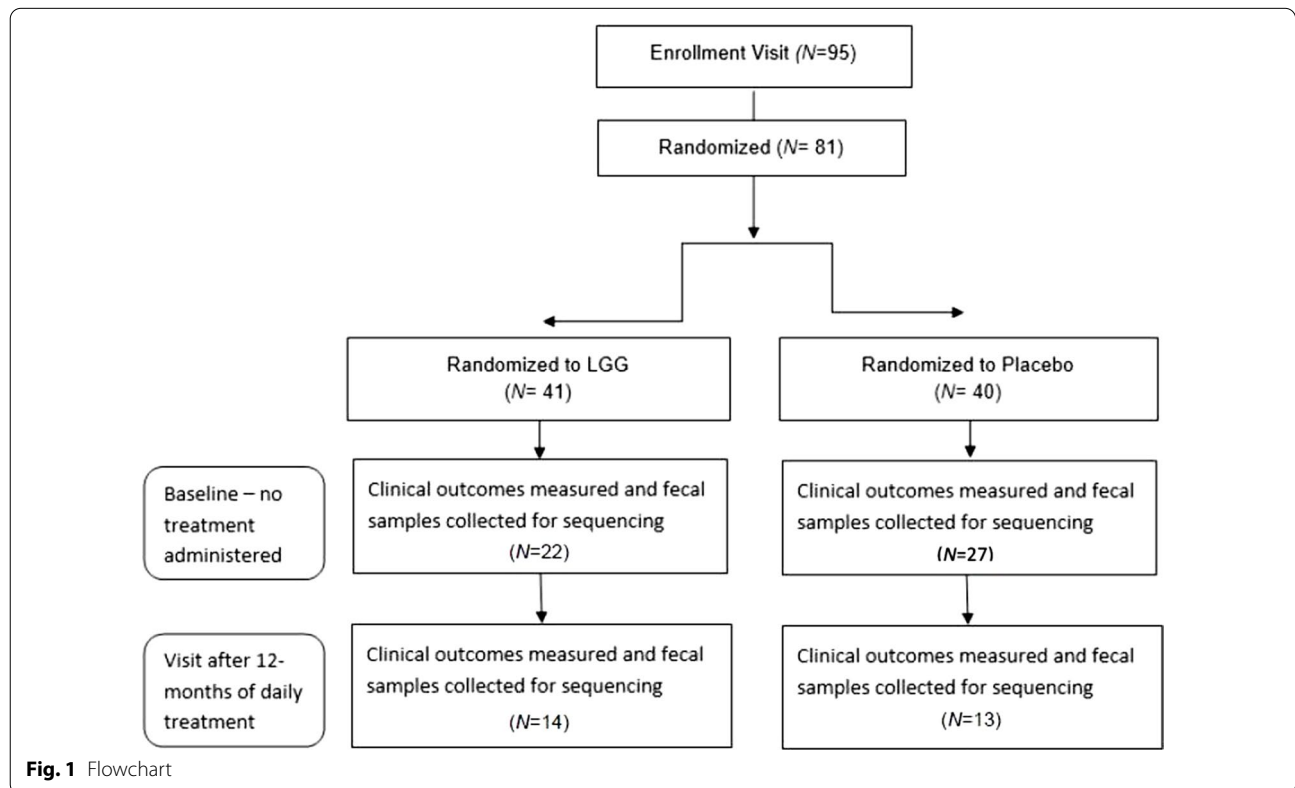 Enrollment Visit (N=95)
Randomized (N= 81)
Randomized to LGG
(N= 41)
Randomized to Placebo
(N= 40)
Baseline – no
treatment
administered
Clinical outcomes measured and fecal
samples collected for sequencing
(N=22)
Clinical outcomes measured and fecal
samples collected for sequencing
(N=27)
Visit after 12-
months of daily
treatment
Clinical outcomes measured and fecal
samples collected for sequencing
(N=14)
Clinical outcomes measured and fecal
samples collected for sequencing
(N=13)
Fig. 1 Flowchart